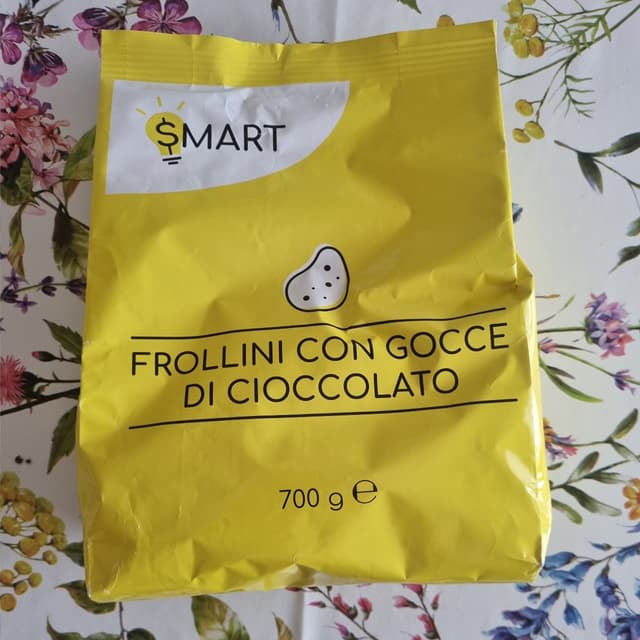 $MART
FROLLINI CON GOCCE
DI CIOCCOLATO
700 g ℮